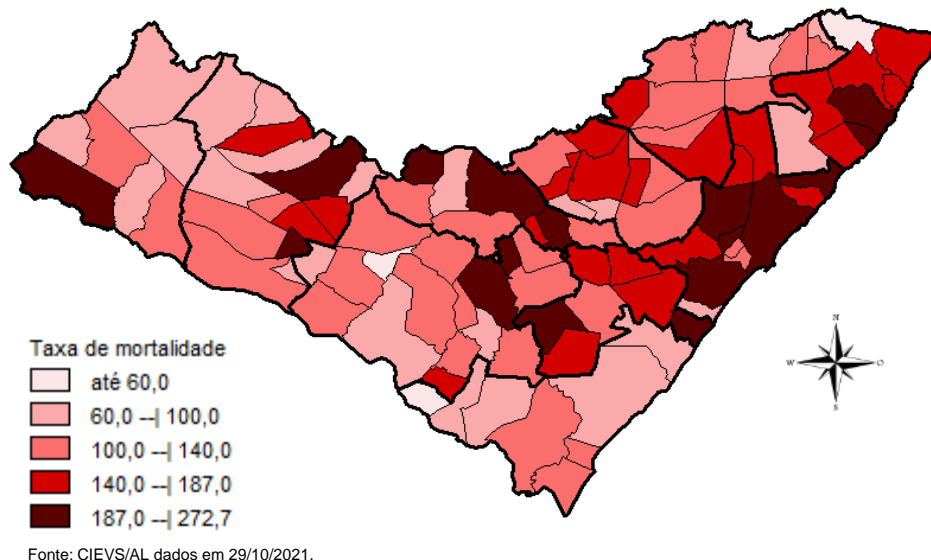 N
W
O
S
Taxa de mortalidade
até 60,0
60,0 --| 100,0
100,0 --| 140,0
140,0 --| 187,0
187,0 --| 272,7
Fonte: CIEVS/AL dados em 29/10/2021.